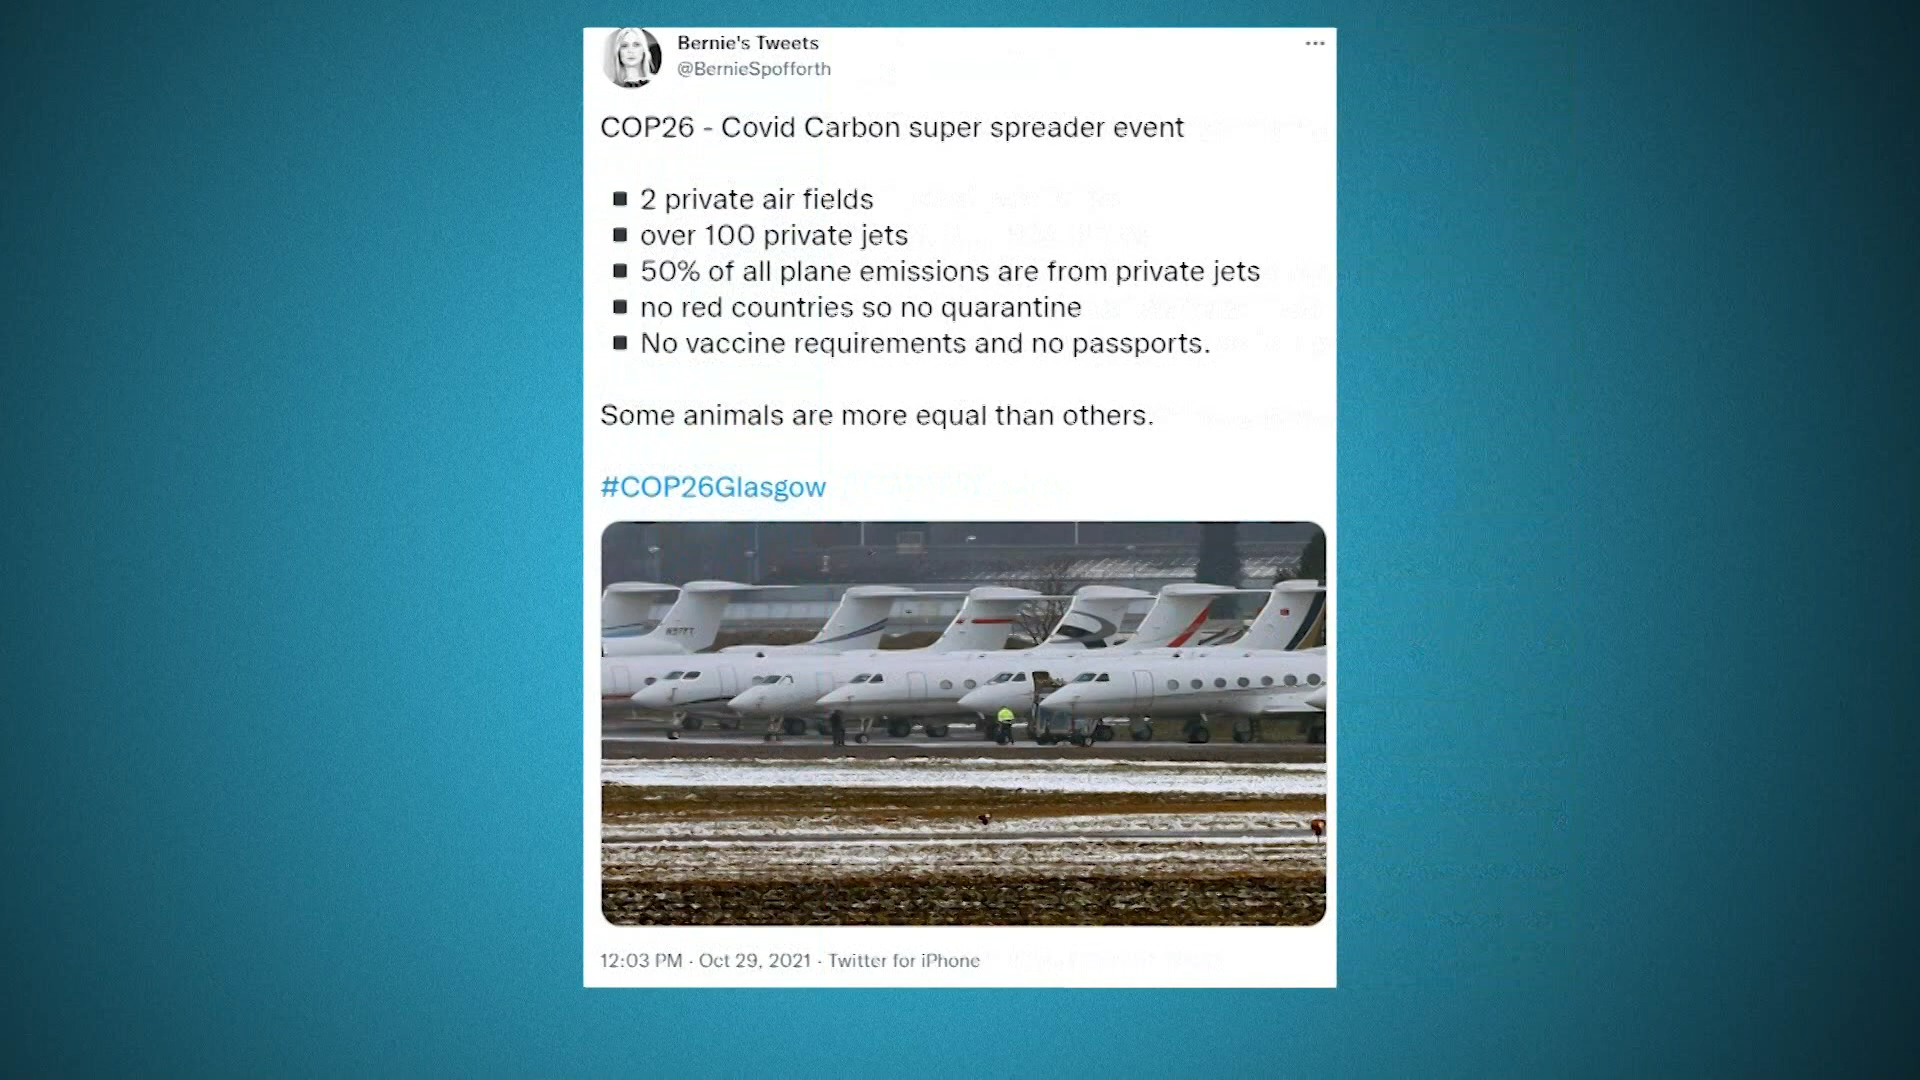 Bernie's Tweets
@BernieSpofforth
COP26 - Covid Carbon super spreader event
2 private air fields
over 100 private jets
50% of all plane emissions are from private jets
no red countries so no quarantine
No vaccine requirements and no passports.
Some animals are more equal than others.
#COP26Glasgow
12:03 PM · Oct 29, 2021 · Twitter for iPhone